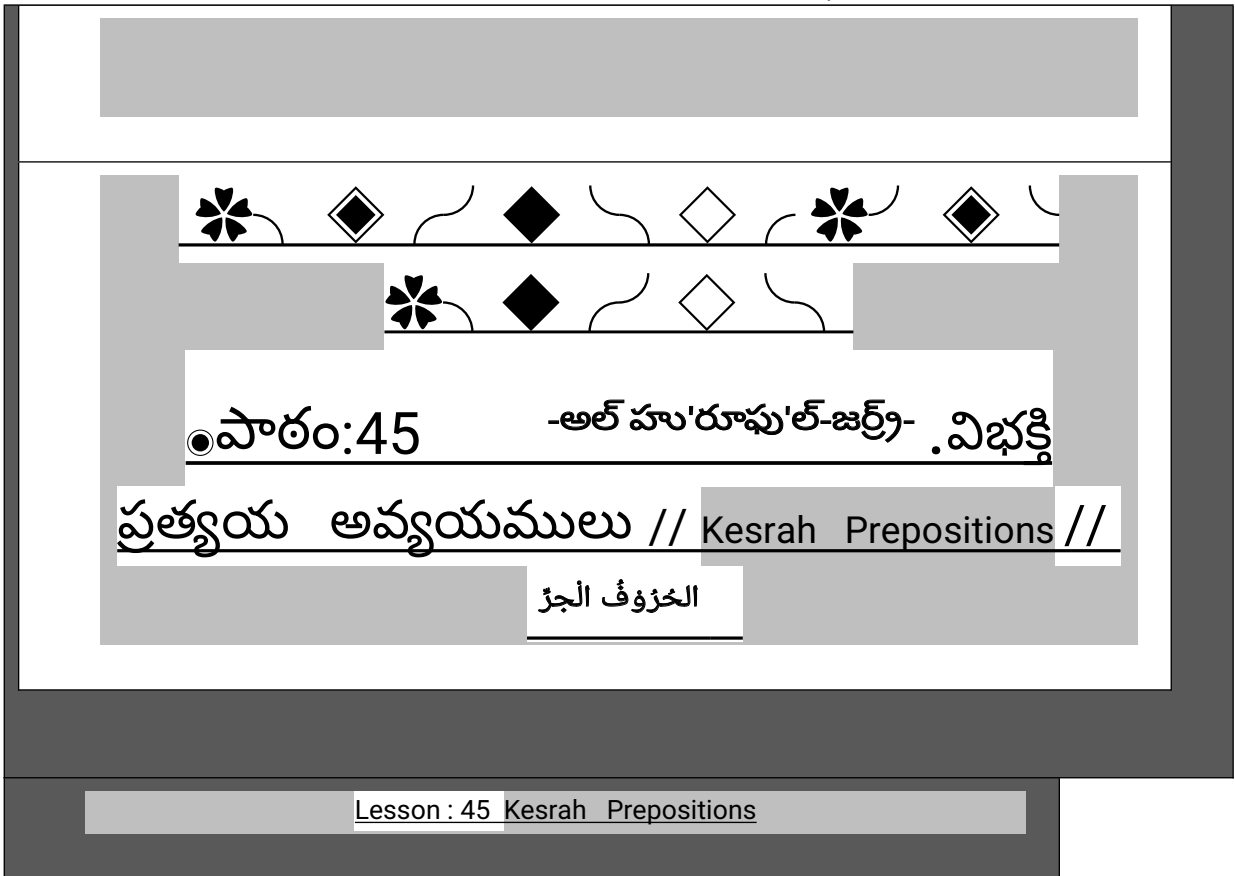 ◉పాఠం:45 -అల్ హు'రూఫు'ల్-జర్ర్- .విభక్తి
ప్రత్యయ అవ్యయములు // Kesrah Prepositions //
الحُرُوْفُ الْجرِّ
Lesson : 45 Kesrah Prepositions